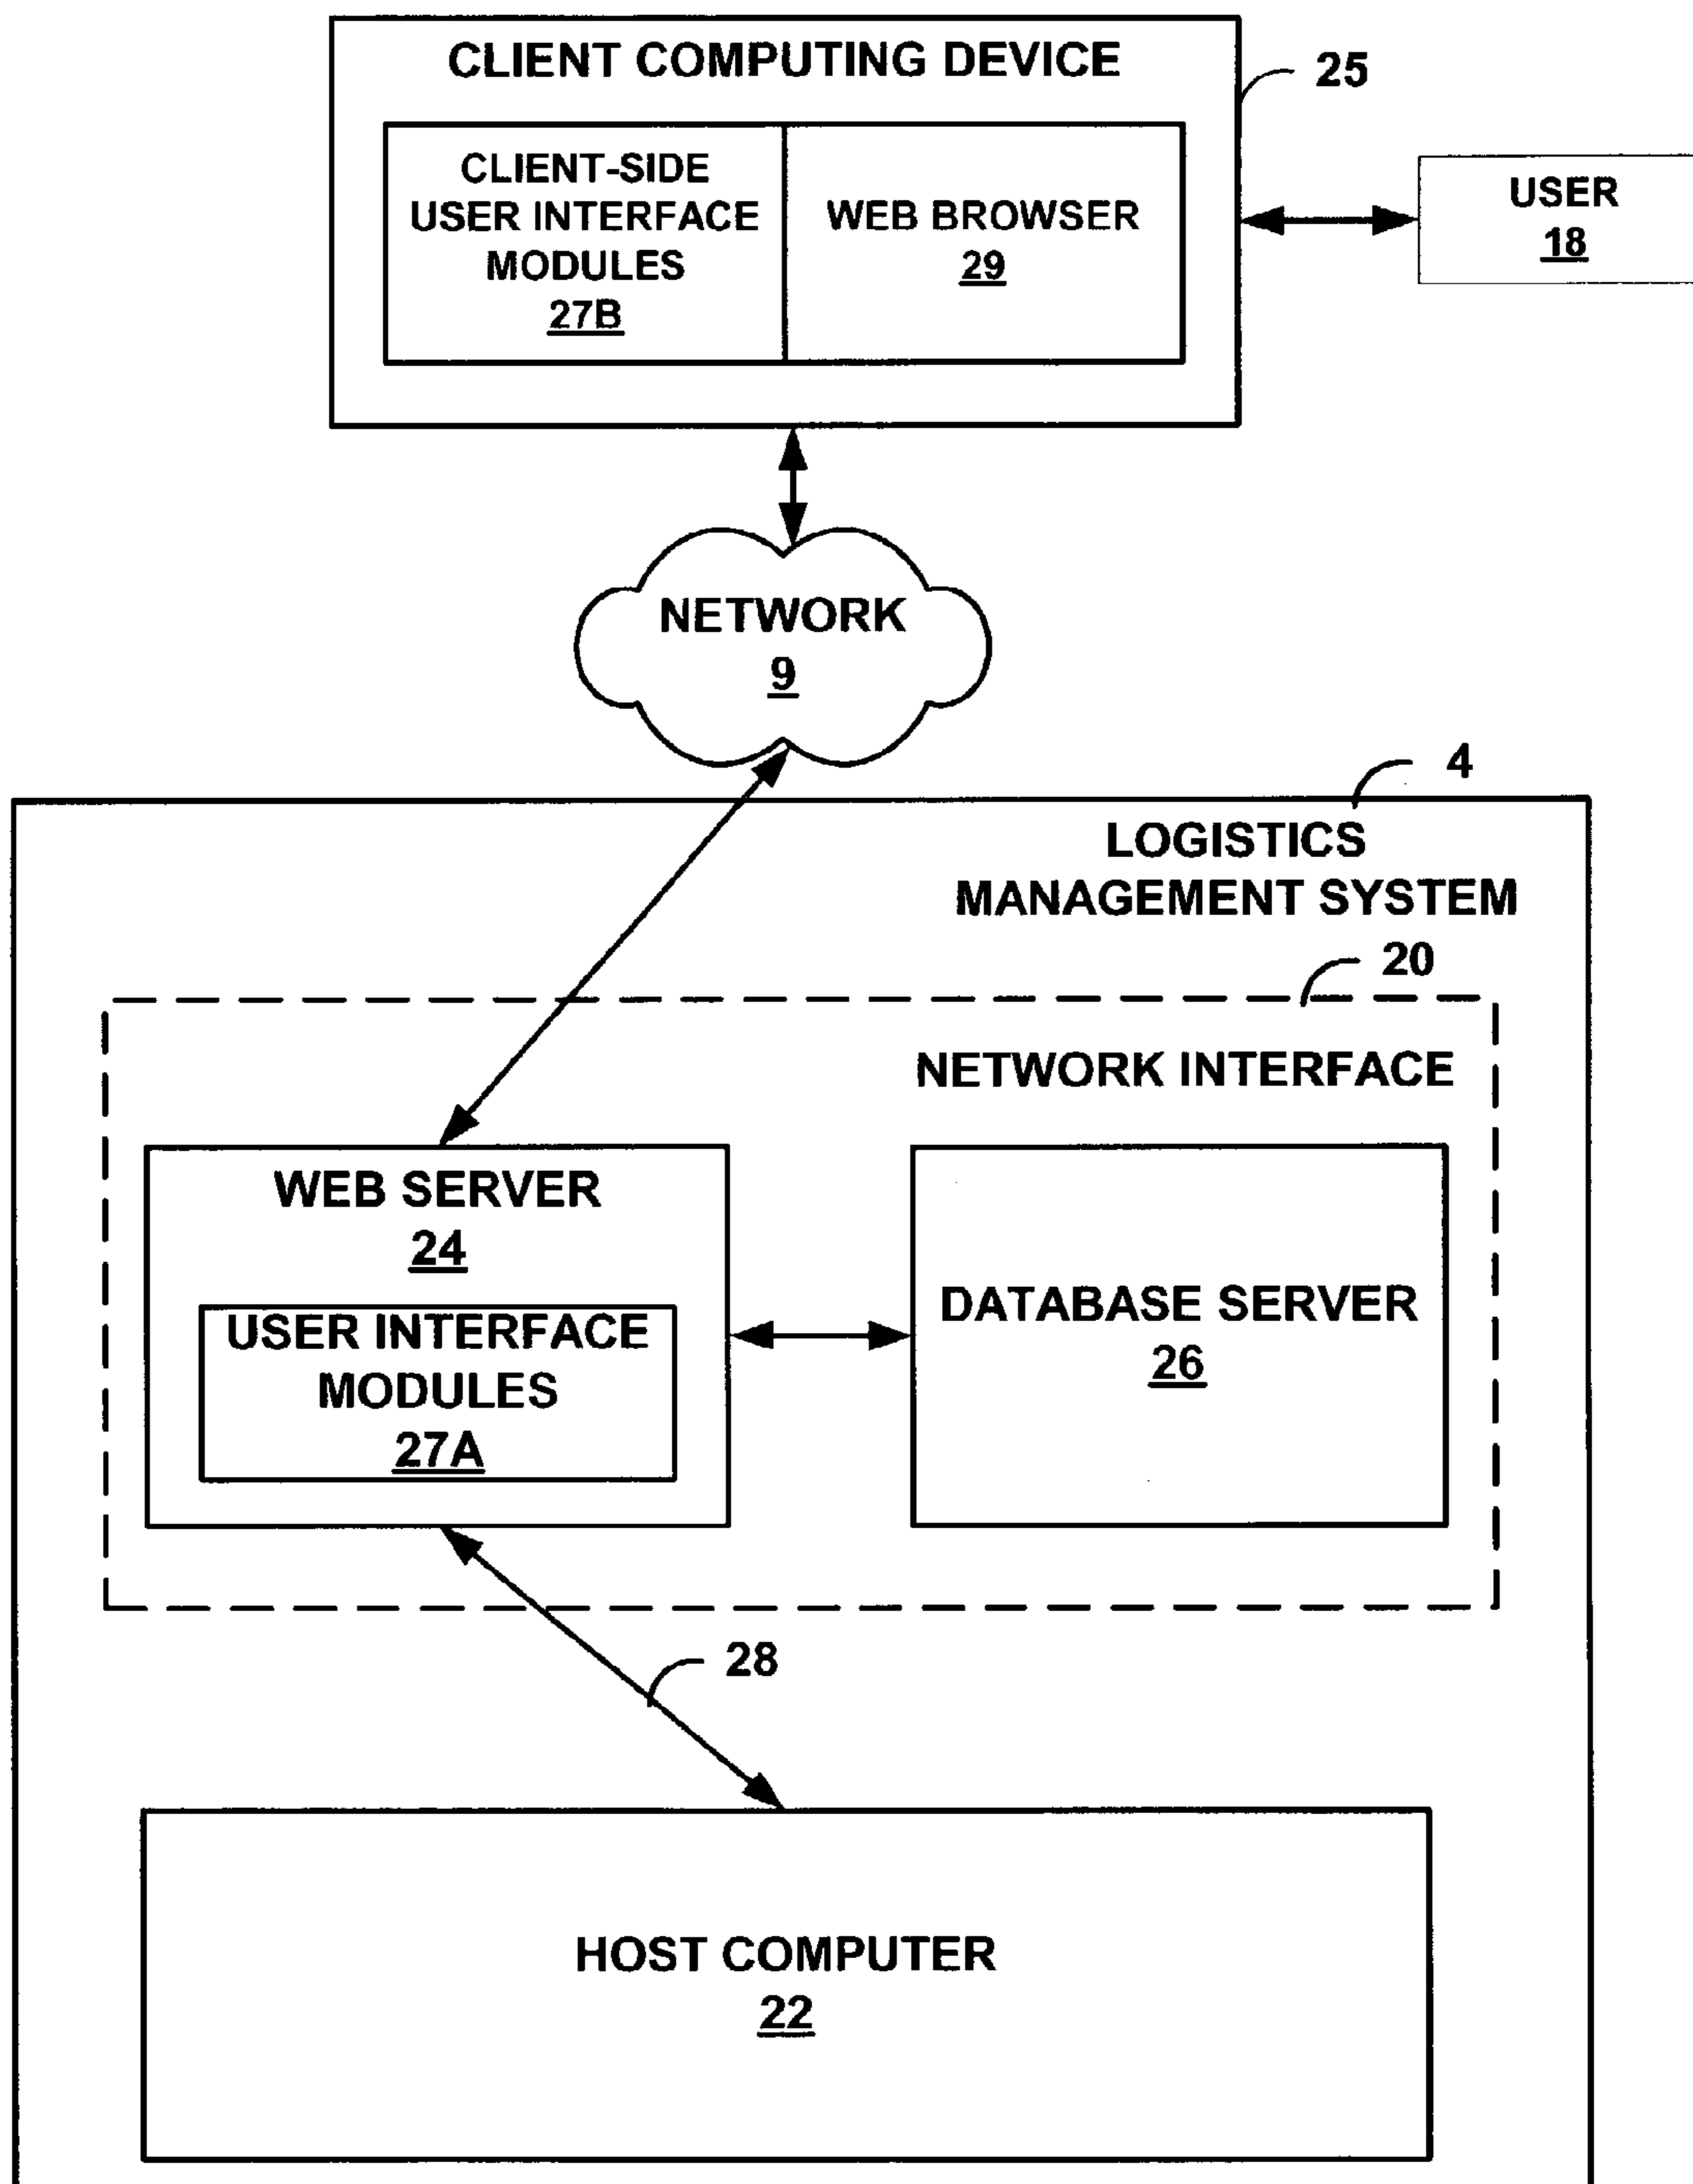 CLIENT COMPUTING DEVICE
25
CLIENT-SIDE
USER INTERFACE
MODULES
27B
WEB BROWSER
29
USER
18
NETWORK
9
4
LOGISTICS
MANAGEMENT SYSTEM
20
NETWORK INTERFACE
WEB SERVER
24
USER INTERFACE
MODULES
27A
DATABASE SERVER
26
28
HOST COMPUTER
22